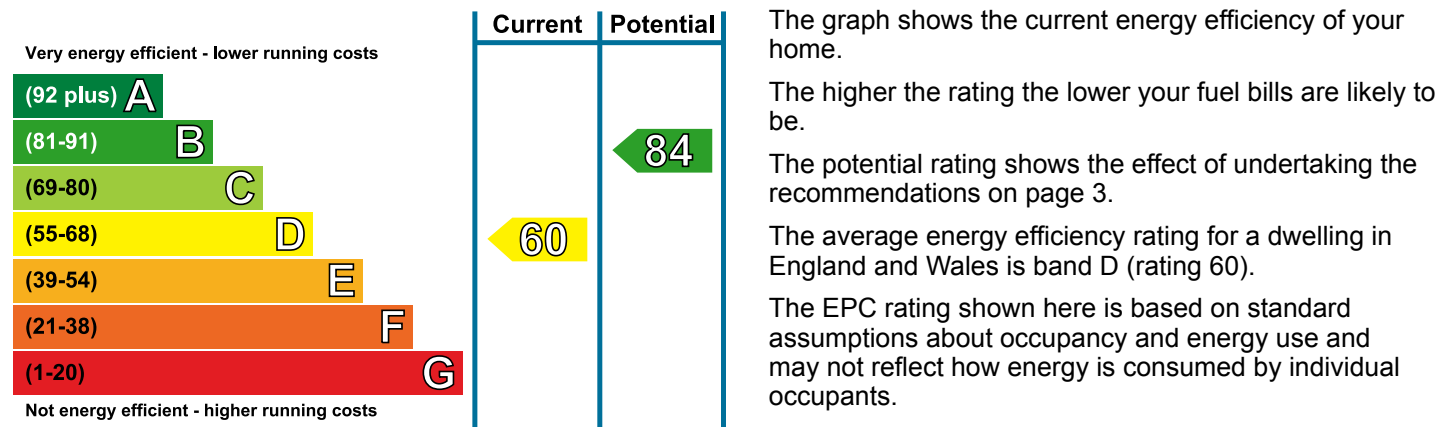 Current Potential
Very energy efficient - lower running costs
(92 plus) A
(81-91) B
84
(69-80) C
(55-68) D
60
(39-54) E
(21-38) F
(1-20) G
Not energy efficient - higher running costs
The graph shows the current energy efficiency of your
home.
The higher the rating the lower your fuel bills are likely to
be.
The potential rating shows the effect of undertaking the
recommendations on page 3.
The average energy efficiency rating for a dwelling in
England and Wales is band D (rating 60).
The EPC rating shown here is based on standard
assumptions about occupancy and energy use and
may not reflect how energy is consumed by individual
occupants.